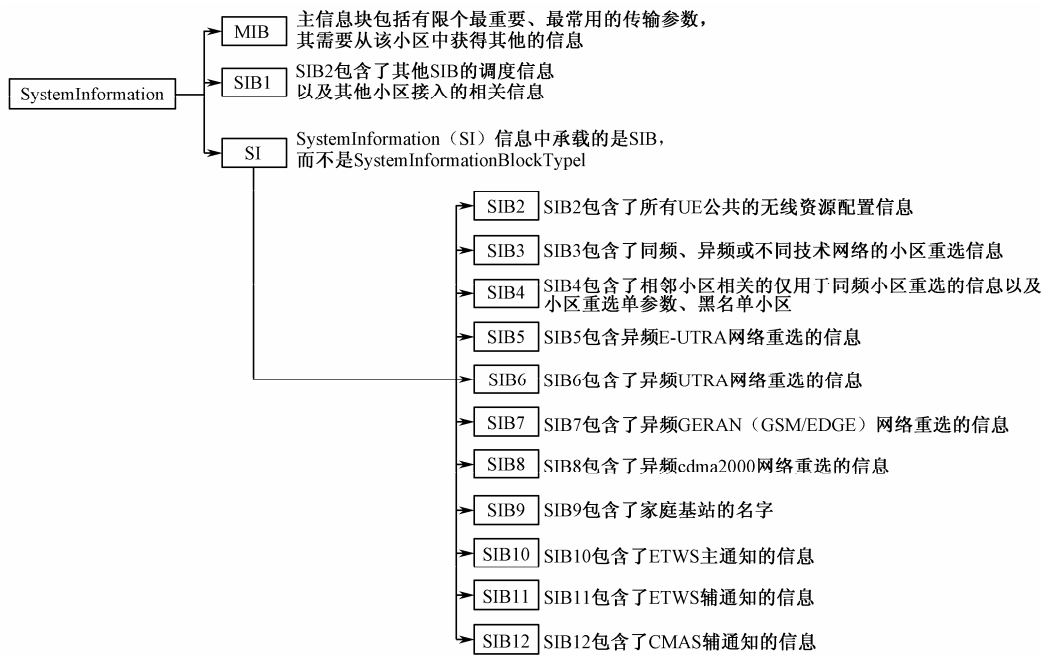 MIB
主信息块包括有限个最重要、最常用的传输参数，
其需要从该小区中获得其他的信息
SystemInformation
SIB1
SIB2包含了其他SIB的调度信息
以及其他小区接入的相关信息
SI
SystemInformation（SI）信息中承载的是SIB，
而不是SystemInformationBlockTypel
SIB2
SIB2包含了所有UE公共的无线资源配置信息
SIB3
SIB3包含了同频、异频或不同技术网络的小区重选信息
SIB4
SIB4包含了相邻小区相关的仅用于同频小区重选的信息以及
小区重选单参数、黑名单小区
SIB5
SIB5包含异频E-UTRA网络重选的信息
SIB6
SIB6包含了异频UTRA网络重选的信息
SIB7
SIB7包含了异频GERAN（GSM/EDGE）网络重选的信息
SIB8
SIB8包含了异频cdma2000网络重选的信息
SIB9
SIB9包含了家庭基站的名字
SIB10
SIB10包含了ETWS主通知的信息
SIB11
SIB11包含了ETWS辅通知的信息
SIB12
SIB12包含了CMAS辅通知的信息